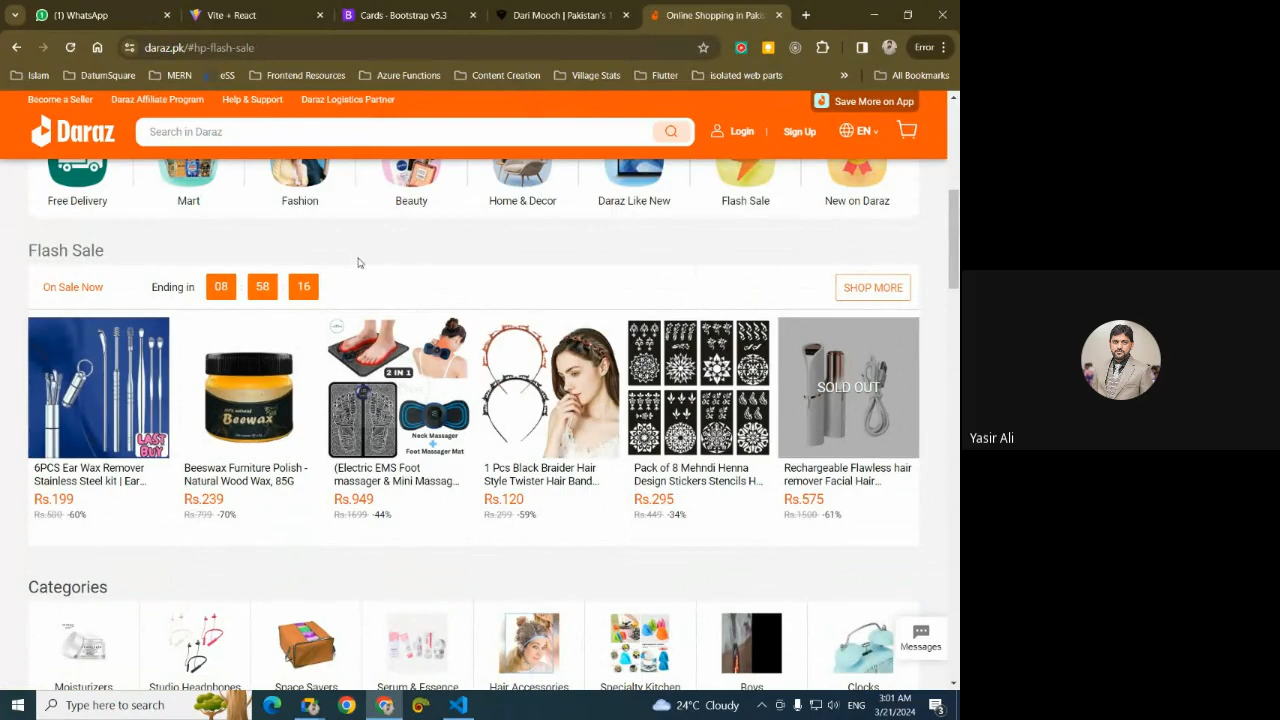 (1) WhatsApp
Vite + React
Cards · Bootstrap v5.3
Dari Mooch | Pakistan's 1
Online Shopping in Paki
daraz.pk/#hp-flash-sale
Error
Islam
DatumSquare
MERN
eSS
Frontend Resources
Azure Functions
Content Creation
Village Stats
Flutter
isolated web parts
»
All Bookmarks
Become a Seller
Daraz Affiliate Program
Help & Support
Daraz Logistics Partner
Save More on App
Daraz
Search in Daraz
Login
|
Sign Up
EN
Free Delivery
Mart
Fashion
Beauty
Home & Decor
Daraz Like New
Flash Sale
New on Daraz
Flash Sale
On Sale Now
Ending in
08
58
16
SHOP MORE
LAST BUY
100% natural
Beewax
2 IN 1
Neck Massager
+
Foot Massager Mat
SOLD OUT
6PCS Ear Wax Remover
Stainless Steel kit | Ear...
Rs.199
Rs.500 -60%
Beeswax Furniture Polish -
Natural Wood Wax, 85G
Rs.239
Rs.799 -70%
(Electric EMS Foot
massager & Mini Massag...
Rs.949
Rs.1699 -44%
1 Pcs Black Braider Hair
Style Twister Hair Band...
Rs.120
Rs.299 -59%
Pack of 8 Mehndi Henna
Design Stickers Stencils H...
Rs.295
Rs.449 -34%
Rechargeable Flawless hair
remover Facial Hair...
Rs.575
Rs.1500 -61%
Categories
Moisturizers
Studio Headphones
Space Savers
Serum & Essence
Hair Accessories
Specialty Kitchen
Boys
Clocks
Messages
Yasir Ali
Type here to search
24°C Cloudy
ENG
3:01 AM
3/21/2024
3